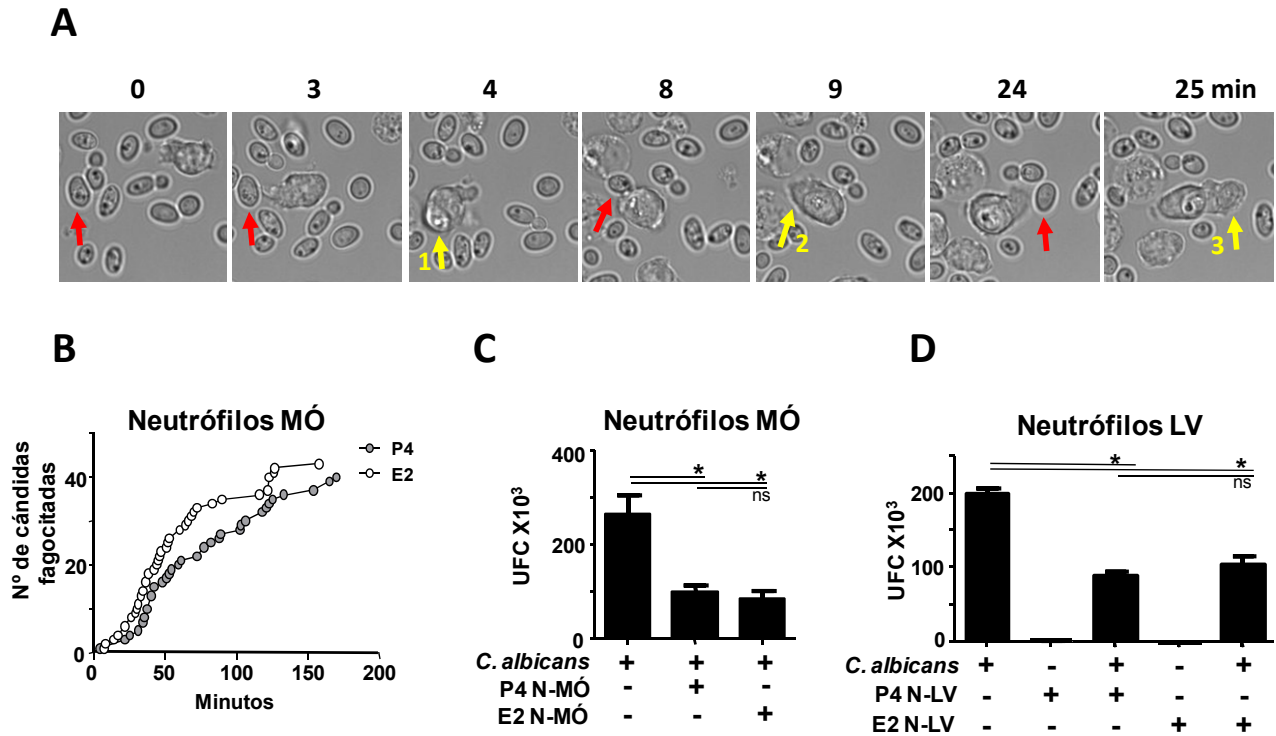 A
0 3 4 8 9 24 25 min
1 2 3
B
Neutrófilos MÓ
Nº de cándidas
fagocitadas
40
20
0
0 50 100 150 200
Minutos
P4
E2
C
Neutrófilos MÓ
UFC X10³
400
200
0
* *
ns
C. albicans + + +
P4 N-MÓ - + -
E2 N-MÓ - - +
D
Neutrófilos LV
UFC X10³
200
100
0
* *
ns
C. albicans + - + - +
P4 N-LV - + + - -
E2 N-LV - - - + +